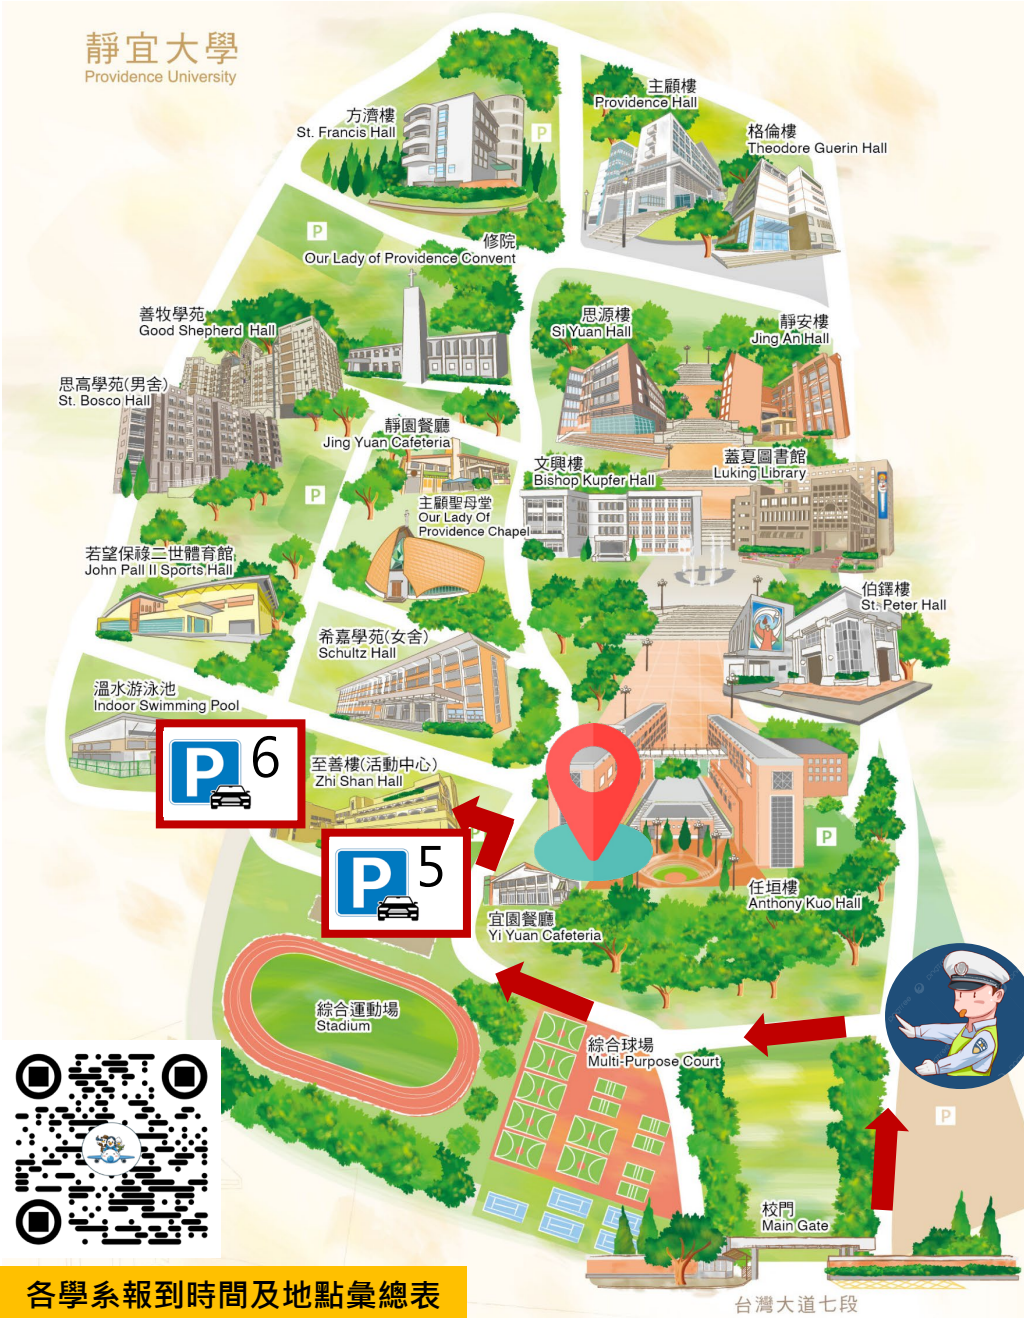 靜宜大學
Providence University
主顧樓
Providence Hall
方濟樓
St. Francis Hall
P
格倫樓
Theodore Guerin Hall
P
修院
Our Lady of Providence Convent
善牧學苑
Good Shepherd Hall
思源樓
Si Yuan Hall
靜安樓
Jing An Hall
思高學苑(男舍)
St. Bosco Hall
靜園餐廳
Jing Yuan Cafeteria
文興樓
Bishop Kupfer Hall
蓋夏圖書館
Luking Library
P
主顧聖母堂
Our Lady Of
Providence Chapel
若望保祿二世體育館
John Pall II Sports Hall
伯鐸樓
St. Peter Hall
希嘉學苑(女舍)
Schultz Hall
溫水游泳池
Indoor Swimming Pool
P 6
至善樓(活動中心)
Zhi Shan Hall
P 5
P
任垣樓
Anthony Kuo Hall
宜園餐廳
Yi Yuan Cafeteria
綜合運動場
Stadium
綜合球場
Multi-Purpose Court
P
校門
Main Gate
各學系報到時間及地點彙總表
台灣大道七段